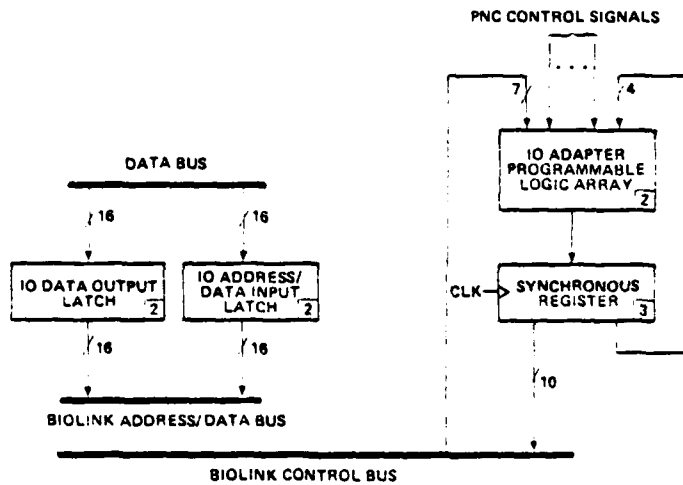 PNC CONTROL SIGNALS
7
4
IO ADAPTER
PROGRAMMABLE
LOGIC ARRAY
2
DATA BUS
16
16
IO DATA OUTPUT
LATCH
2
IO ADDRESS/
DATA INPUT
LATCH
2
CLK
SYNCHRONOUS
REGISTER
3
16
16
10
BIOLINK ADDRESS/DATA BUS
BIOLINK CONTROL BUS